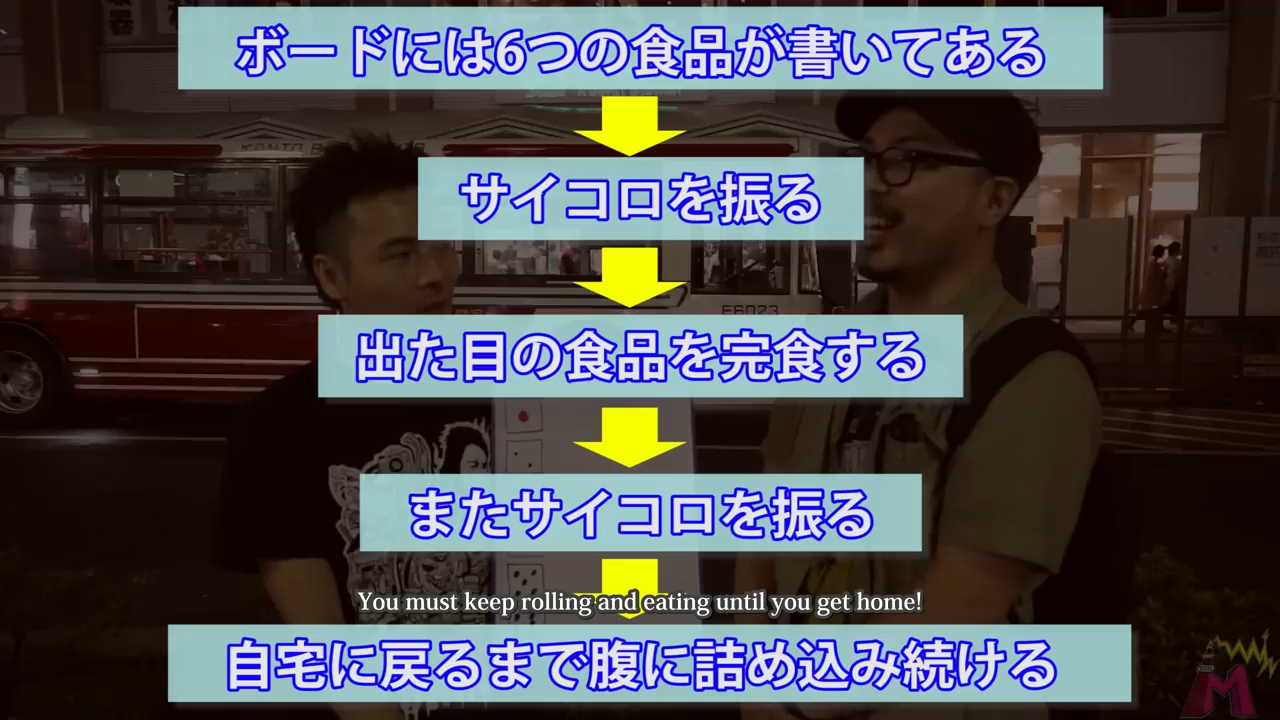 ボードには6つの食品が書いてある
サイコロを振る
出た目の食品を完食する
またサイコロを振る
You must keep rolling and eating until you get home!
自宅に戻るまで腹に詰め込み続ける
M